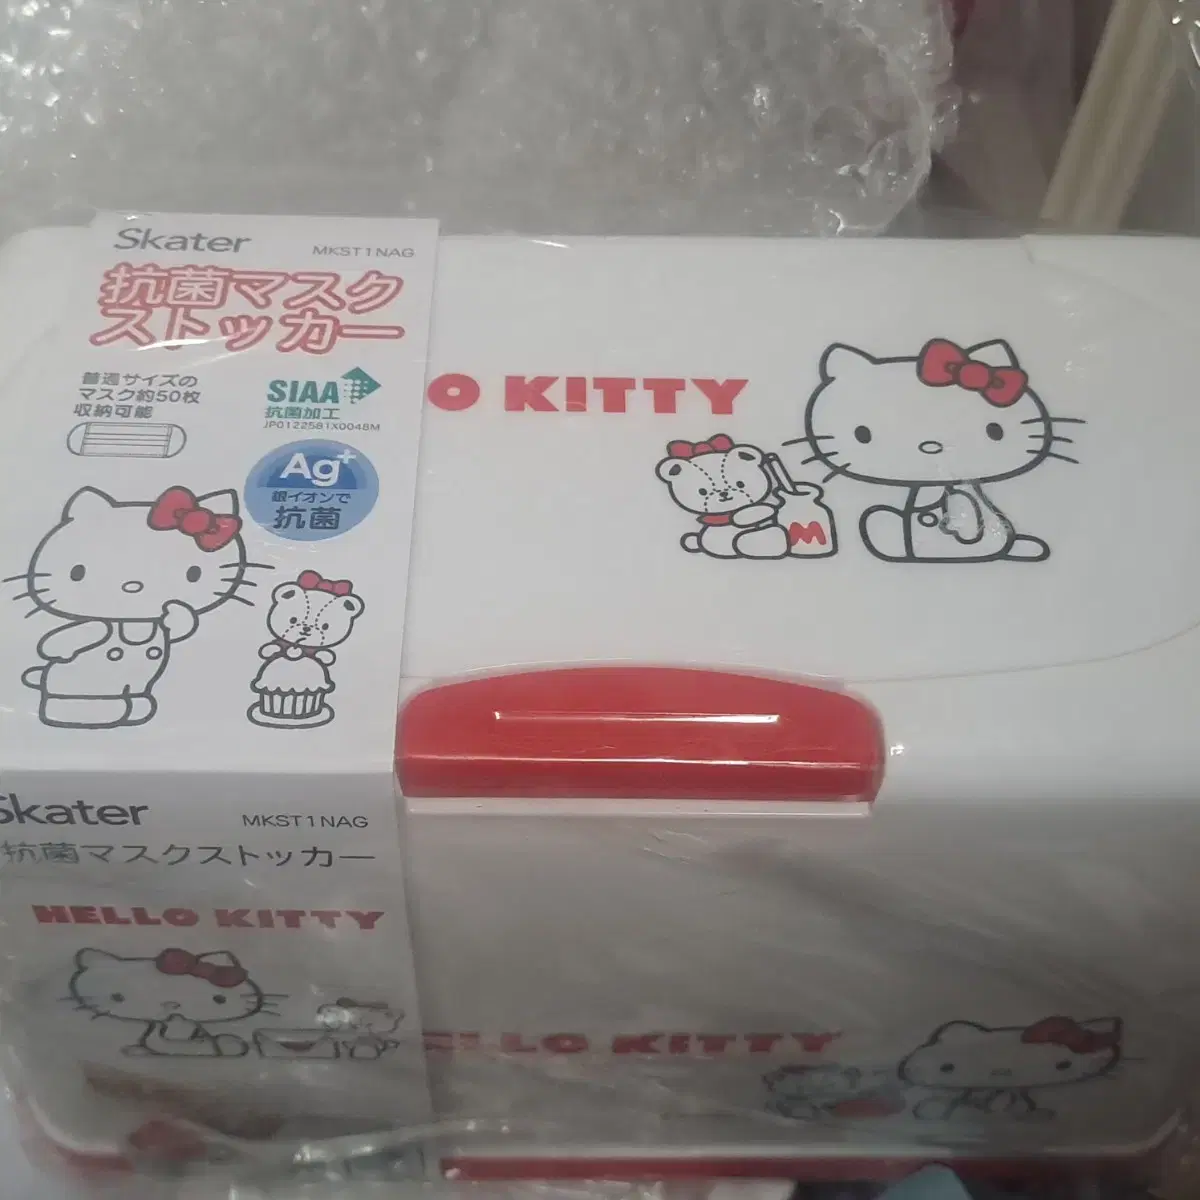 Skater
MKST1NAG
抗菌マスク
ストッカー
普通サイズの
マスク約50枚
収納可能
SIAA
抗菌加工
JP0122581X0048M
Ag+
銀イオンで
抗菌
O KITTY
M
Skater
MKST1NAG
抗菌マスクストッカー
HELLO KITTY
ELLO KITTY